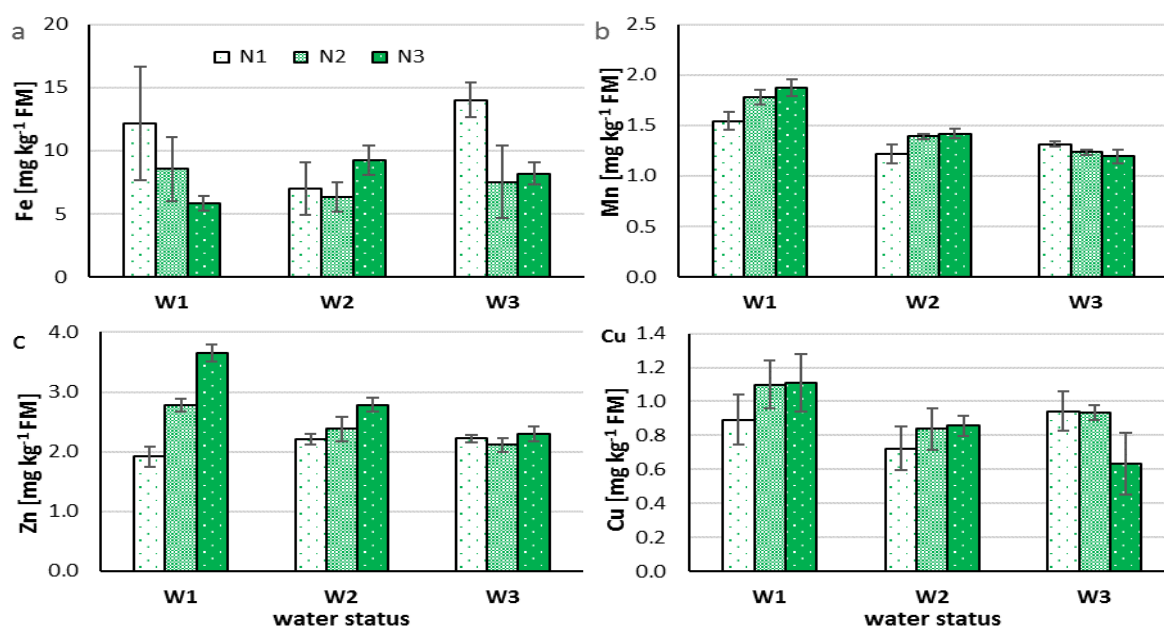 a
Fe [mg kg⁻¹ FM]
20
15
10
5
0
N1 N2 N3
W1 W2 W3
b
Mn [mg kg⁻¹ FM]
2.5
2.0
1.5
1.0
0.0
W1 W2 W3
c
Zn [mg kg⁻¹ FM]
4.0
3.0
2.0
1.0
0.0
W1 W2 W3
water status
Cu
Cu [mg kg⁻¹ FM]
1.4
1.2
1.0
0.8
0.6
0.4
0.0
W1 W2 W3
water status